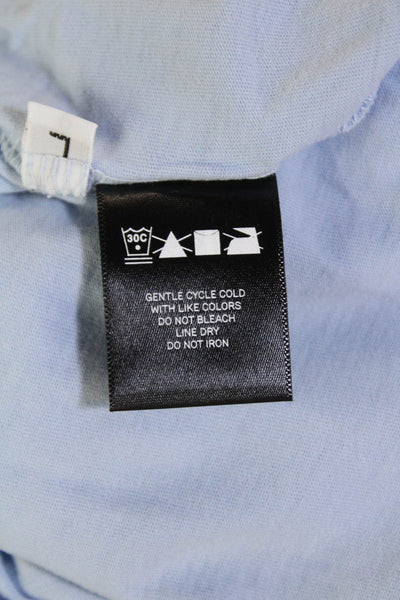 L
30C
GENTLE CYCLE COLD
WITH LIKE COLORS
DO NOT BLEACH
LINE DRY
DO NOT IRON